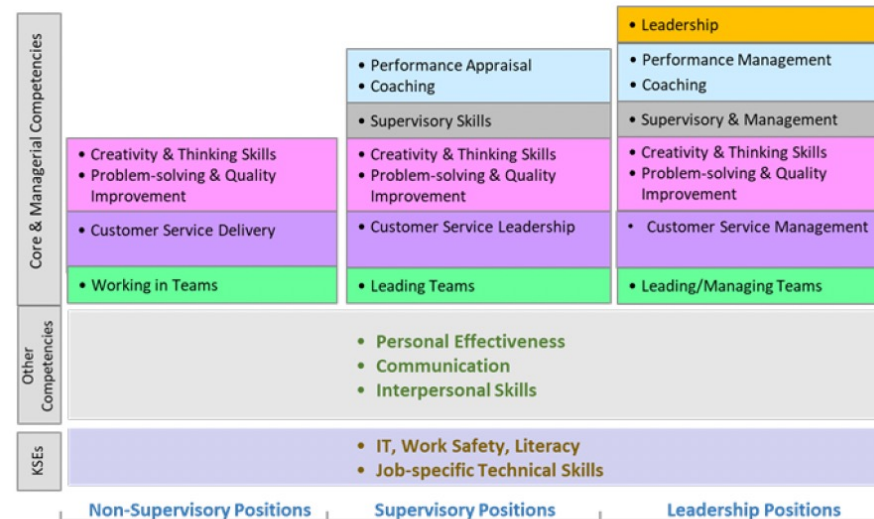 Core & Managerial Competencies
• Creativity & Thinking Skills
• Problem-solving & Quality
Improvement
• Customer Service Delivery
• Working in Teams
• Performance Appraisal
• Coaching
• Supervisory Skills
• Creativity & Thinking Skills
• Problem-solving & Quality
Improvement
• Customer Service Leadership
• Leading Teams
• Leadership
• Performance Management
• Coaching
• Supervisory & Management
• Creativity & Thinking Skills
• Problem-solving & Quality
Improvement
• Customer Service Management
• Leading/Managing Teams
Other
Competencies
• Personal Effectiveness
• Communication
• Interpersonal Skills
KSEs
• IT, Work Safety, Literacy
• Job-specific Technical Skills
Non-Supervisory Positions
Supervisory Positions
Leadership Positions